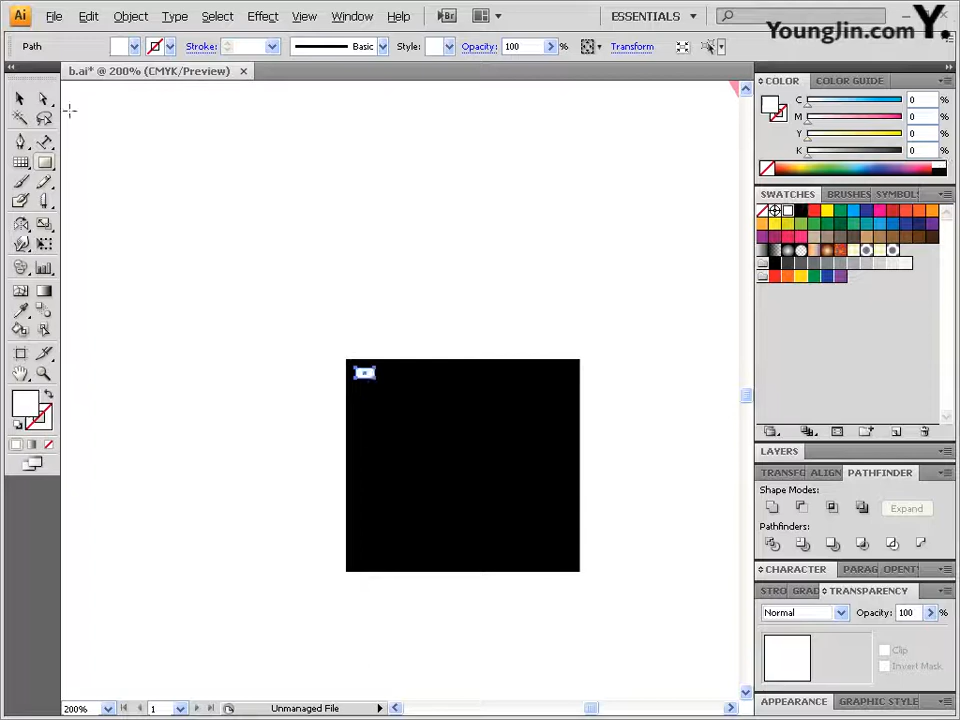 Ai File Edit Object Type Select Effect View Window Help Br ESSENTIALS
YoungJin.com Y.
Path Stroke: Basic Style: Opacity: 100 % Transform
b.ai* @ 200% (CMYK/Preview)
COLOR COLOR GUIDE
C 0 %
M 0 %
Y 0 %
K 0 %
SWATCHES BRUSHES SYMBOL
LAYERS
TRANSFO ALIGN PATHFINDER
Shape Modes:
Expand
Pathfinders:
CHARACTER PARAG OPENT
STRO GRAD TRANSPARENCY
Normal Opacity: 100 %
Clip
Invert Mask
APPEARANCE GRAPHIC STYLE
200% 1 Unmanaged File